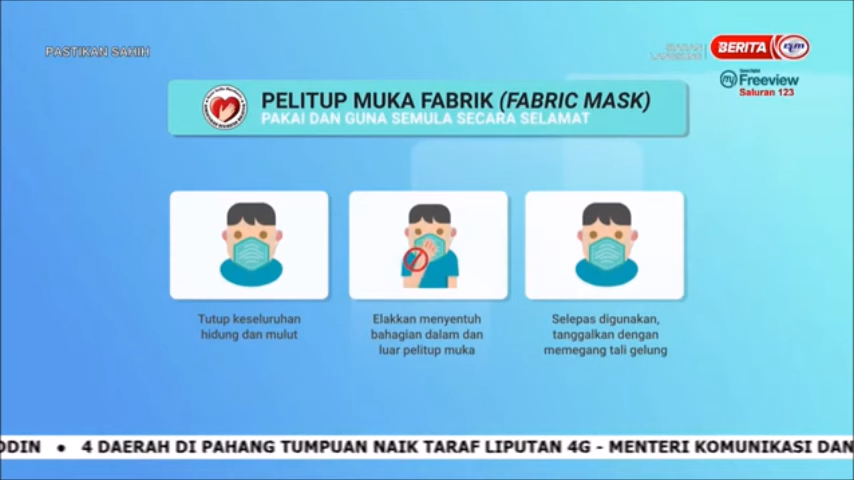 PASTIKAN SAHIH
BERITA rtm
my Freeview
Saluran 123
PELITUP MUKA FABRIK (FABRIC MASK)
PAKAI DAN GUNA SEMULA SECARA SELAMAT
Tutup keseluruhan
hidung dan mulut
Elakkan menyentuh
bahagian dalam dan
luar pelitup muka
Selepas digunakan,
tanggalkan dengan
memegang tali gelung
ODIN • 4 DAERAH DI PAHANG TUMPUAN NAIK TARAF LIPUTAN 4G - MENTERI KOMUNIKASI DAN